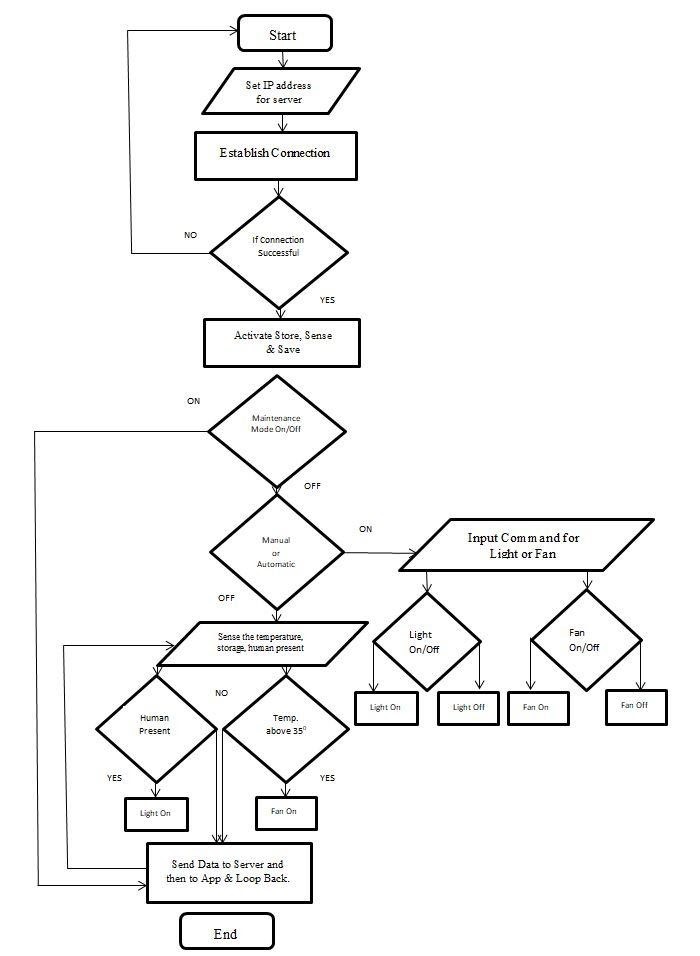 Start
Set IP address
for server
Establish Connection
If Connection
Successful
NO
YES
Activate Store, Sense
& Save
ON
Maintenance
Mode On/Off
OFF
Manual
or
Automatic
ON
Input Command for
Light or Fan
OFF
Sense the temperature,
storage, human present
Light
On/Off
Fan
On/Off
Light On
Light Off
Fan On
Fan Off
NO
Human
Present
Temp.
above 35⁰
YES
YES
Light On
Fan On
Send Data to Server and
then to App & Loop Back.
End